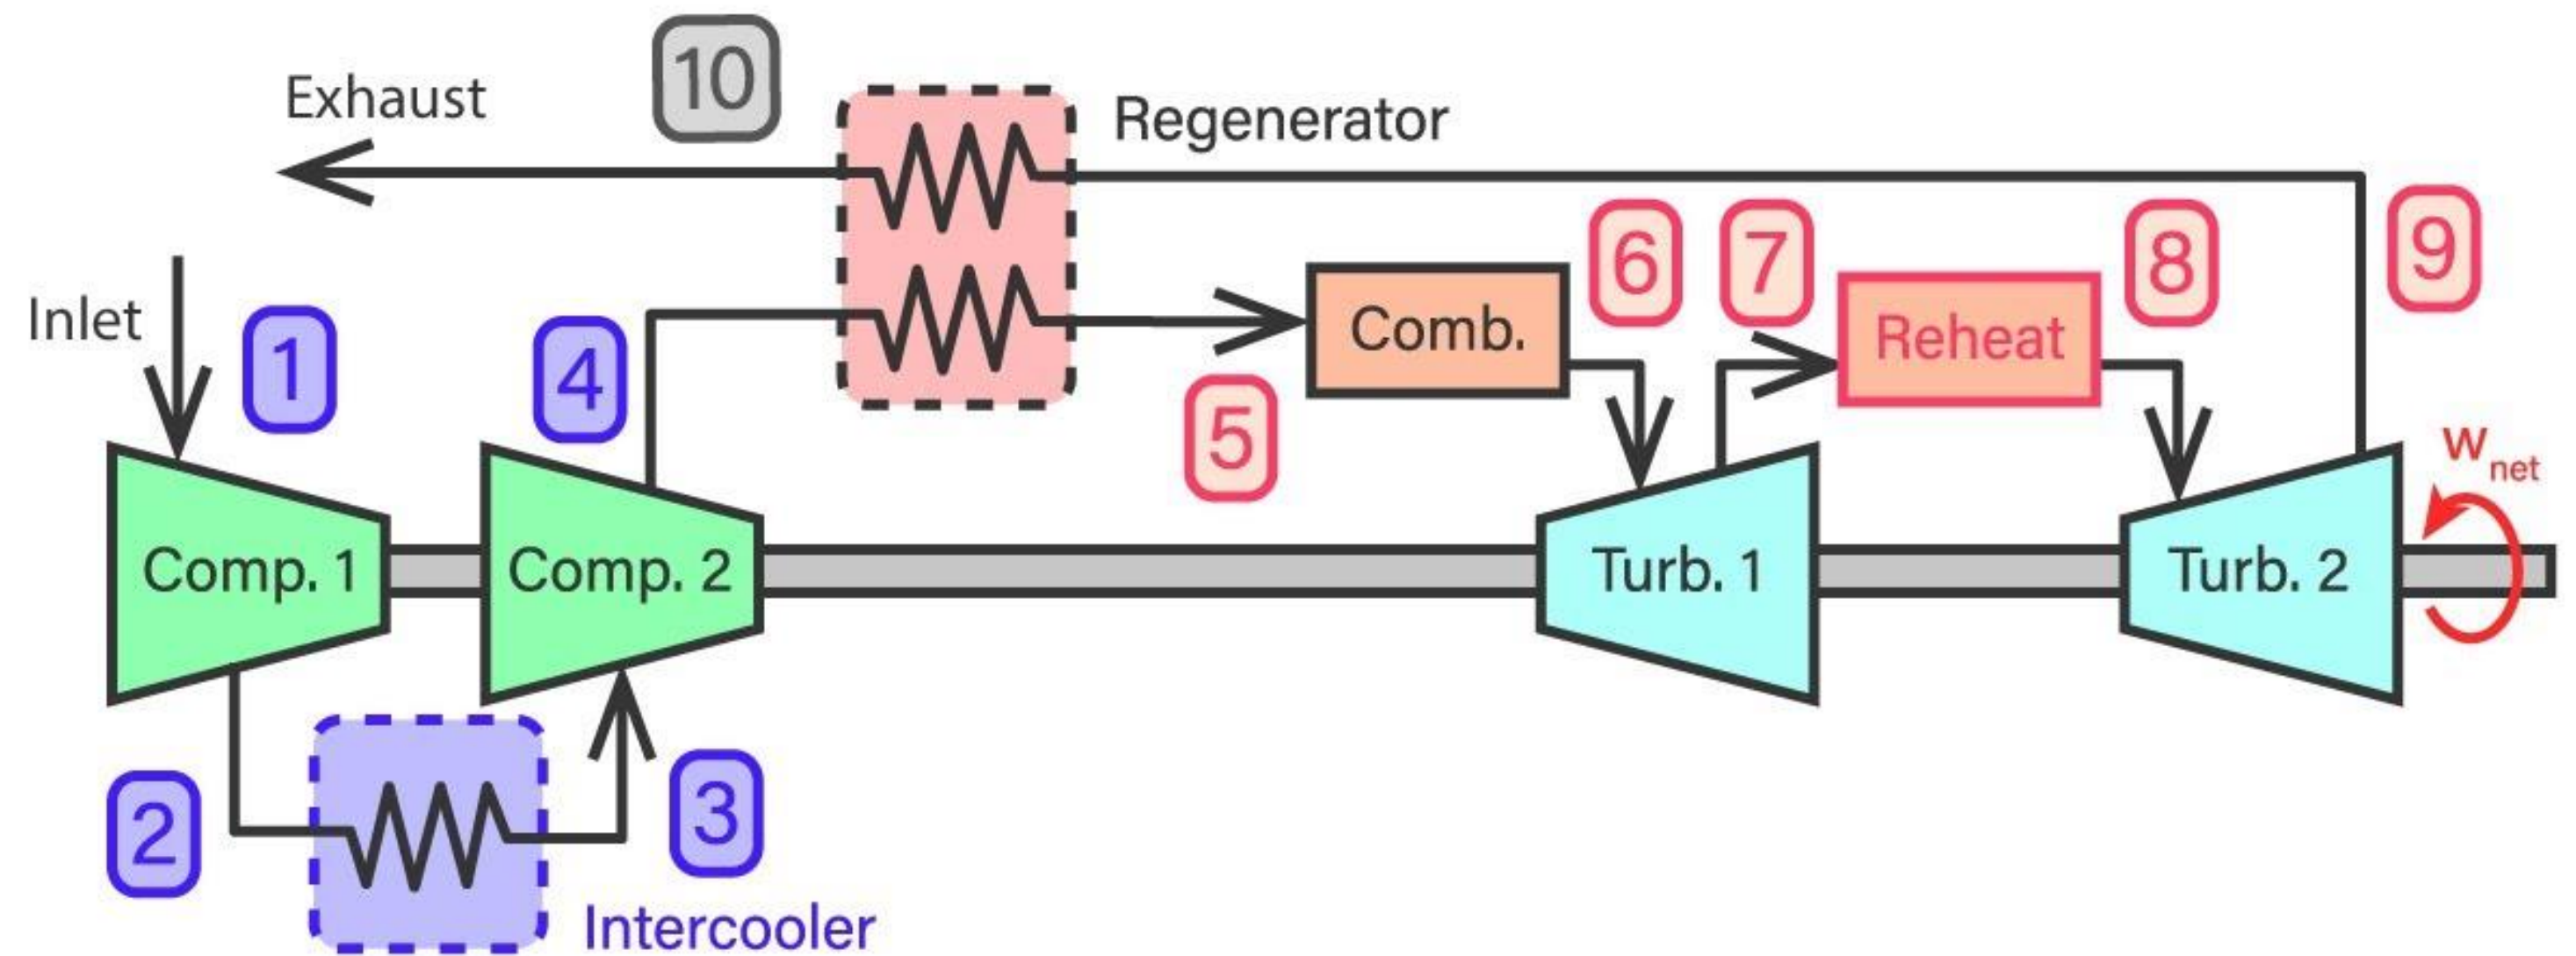 10
Exhaust
Regenerator
Inlet
1
4
5
Comb.
6
7
Reheat
8
9
w net
Comp. 1
Comp. 2
Turb. 1
Turb. 2
2
3
Intercooler